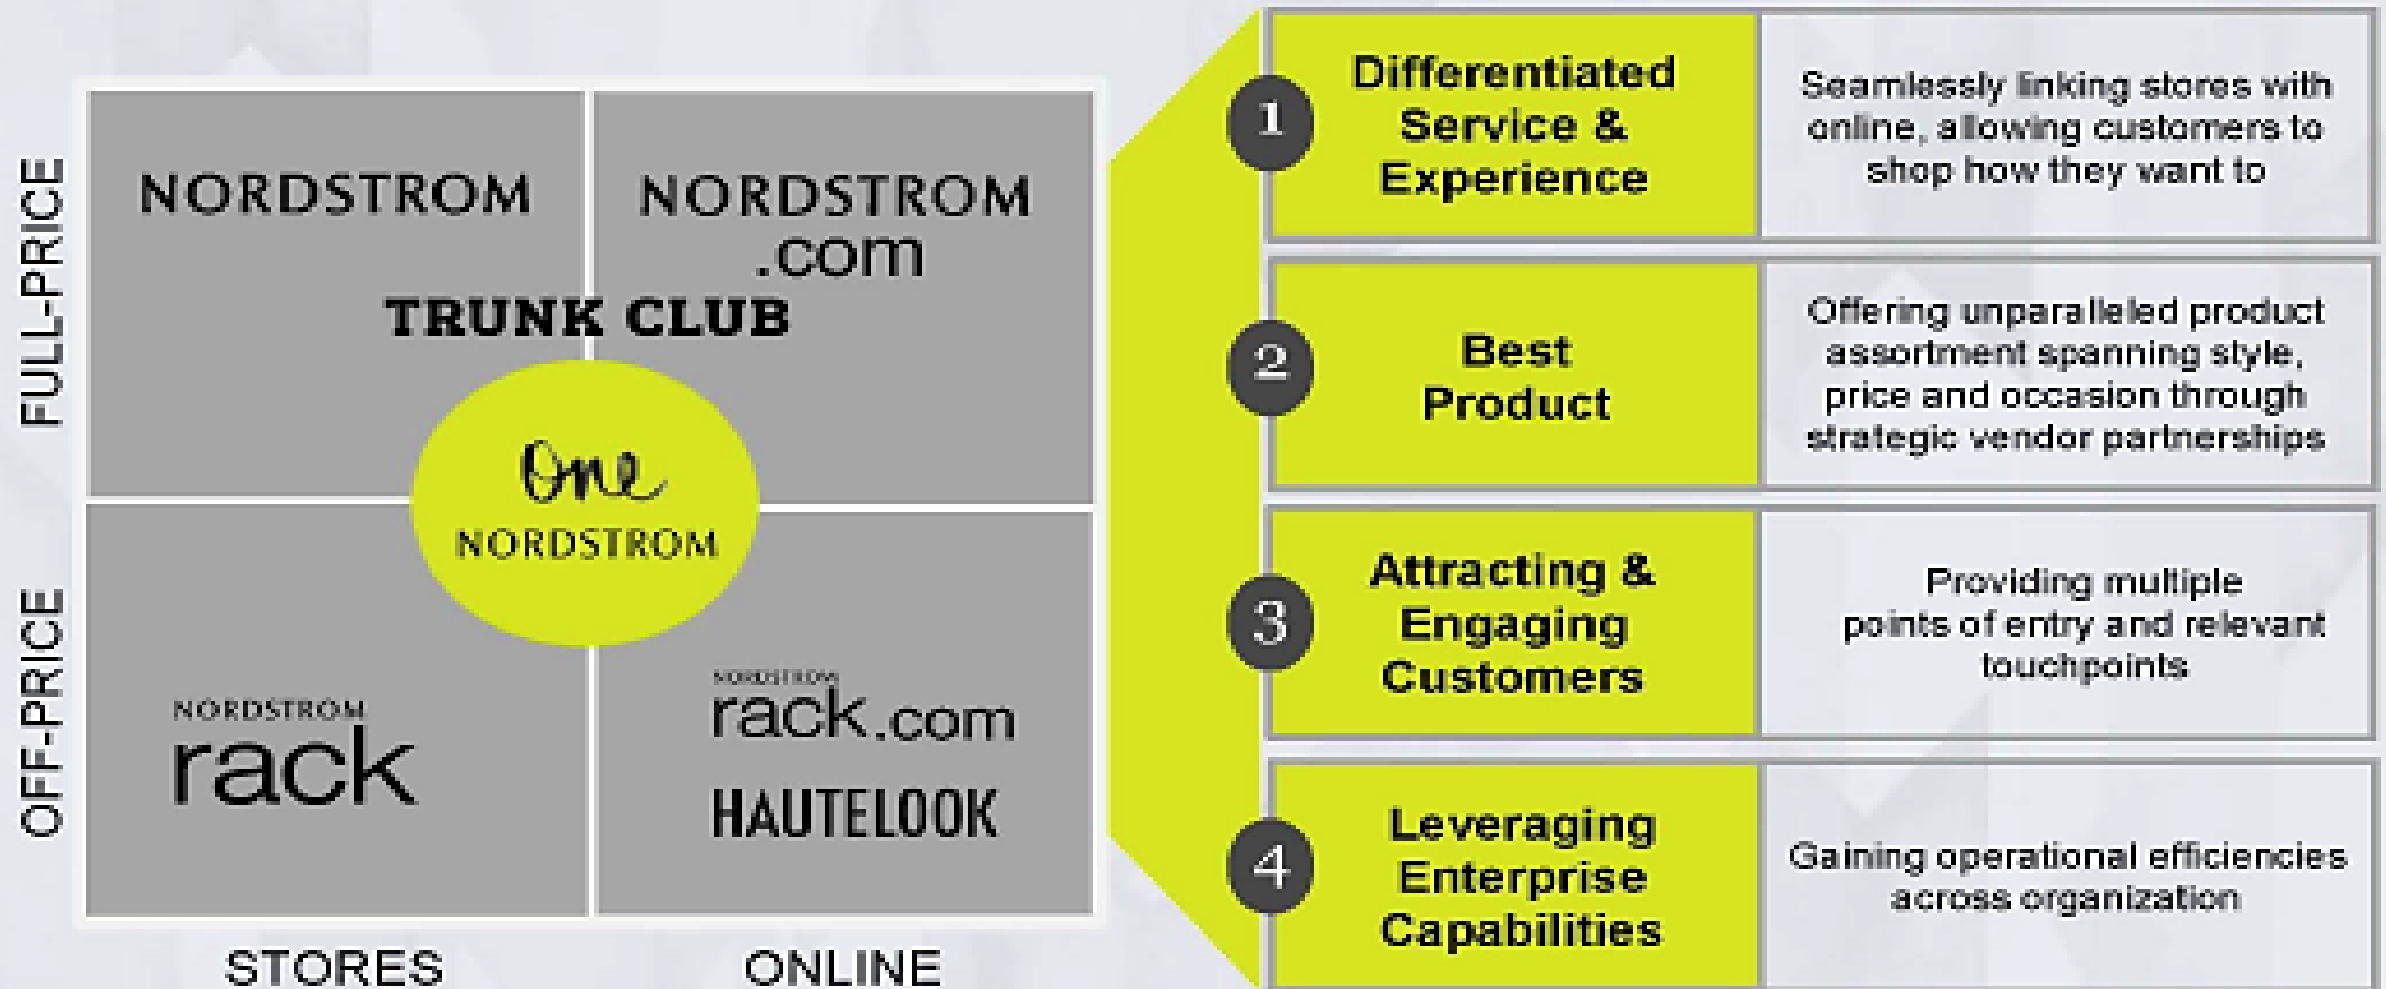 FULL-PRICE
OFF-PRICE
NORDSTROM
NORDSTROM
.com
TRUNK CLUB
One
NORDSTROM
NORDSTROM
rack
NORDSTROM
rack.com
HAUTELOOK
STORES
ONLINE
1
Differentiated
Service &
Experience
Seamlessly linking stores with
online, allowing customers to
shop how they want to
2
Best
Product
Offering unparalleled product
assortment spanning style,
price and occasion through
strategic vendor partnerships
3
Attracting &
Engaging
Customers
Providing multiple
points of entry and relevant
touchpoints
4
Leveraging
Enterprise
Capabilities
Gaining operational efficiencies
across organization